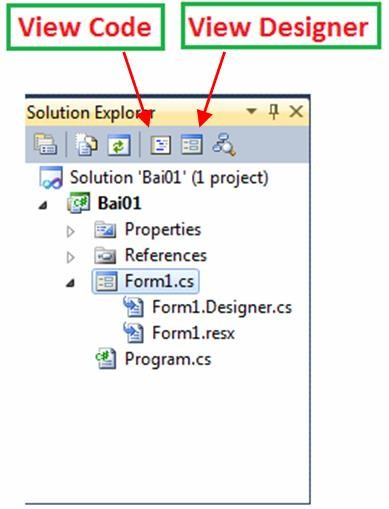 View Code
View Designer
Solution Explorer
Solution 'Bai01' (1 project)
Bai01
Properties
References
Form1.cs
Form1.Designer.cs
Form1.resx
Program.cs